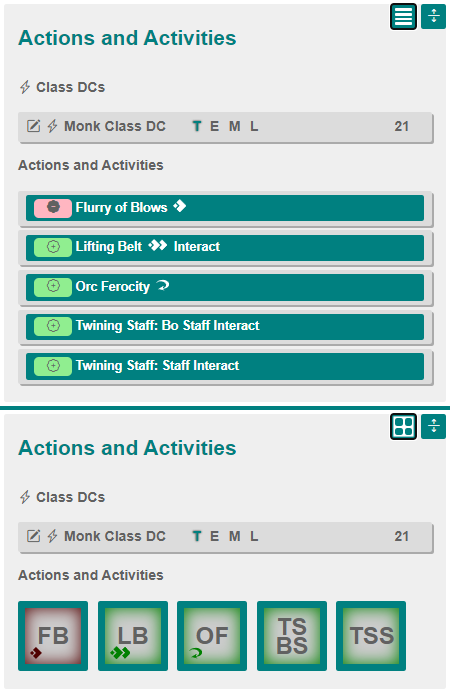 Actions and Activities
Class DCs
Monk Class DC T E M L 21
Actions and Activities
Flurry of Blows
Lifting Belt Interact
Orc Ferocity
Twining Staff: Bo Staff Interact
Twining Staff: Staff Interact
Actions and Activities
Class DCs
Monk Class DC T E M L 21
Actions and Activities
FB LB OF TS BS TSS